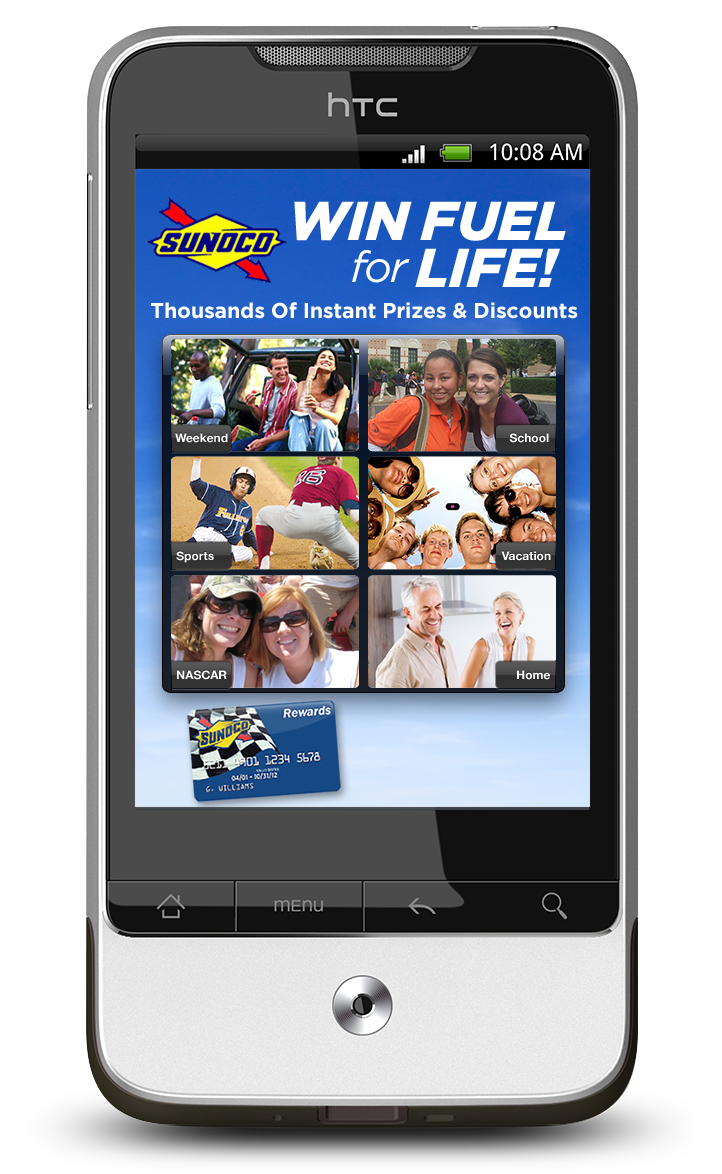 hTC
10:08 AM
SUNOCO
WIN FUEL
for LIFE!
Thousands Of Instant Prizes & Discounts
Weekend
School
16
Sports
Vacation
NASCAR
Home
Rewards
SUNOCO
1234 5678
04/01 - 10/31/12
G. WILLIAMS
MENU